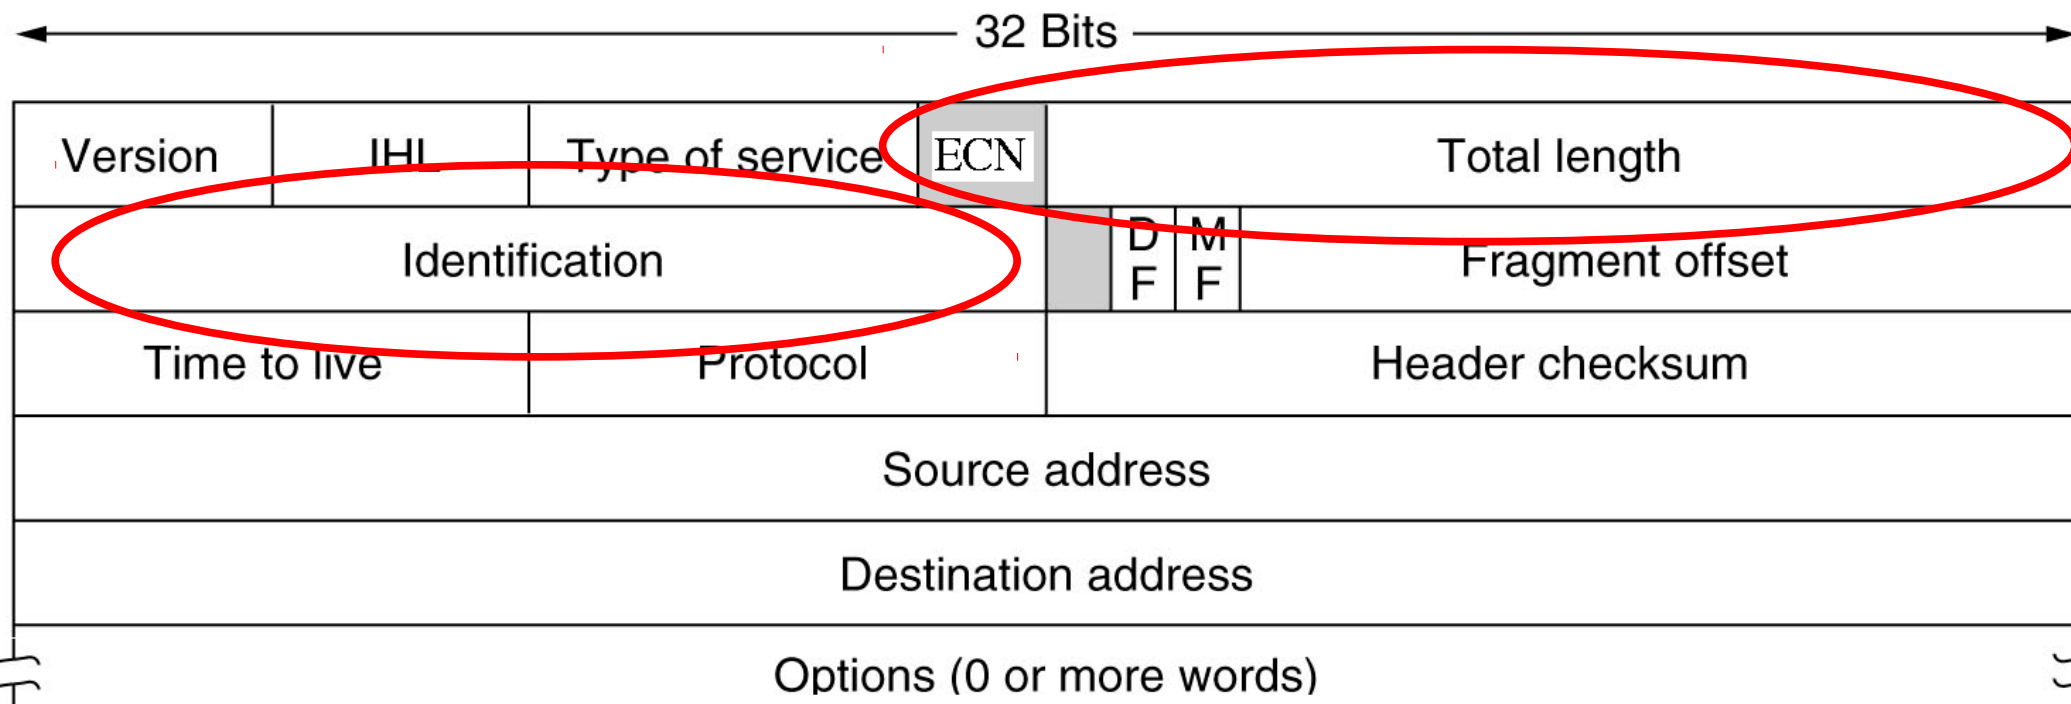 32 Bits
Version IHL Type of service ECN Total length
Identification D F M F Fragment offset
Time to live Protocol Header checksum
Source address
Destination address
Options (0 or more words)